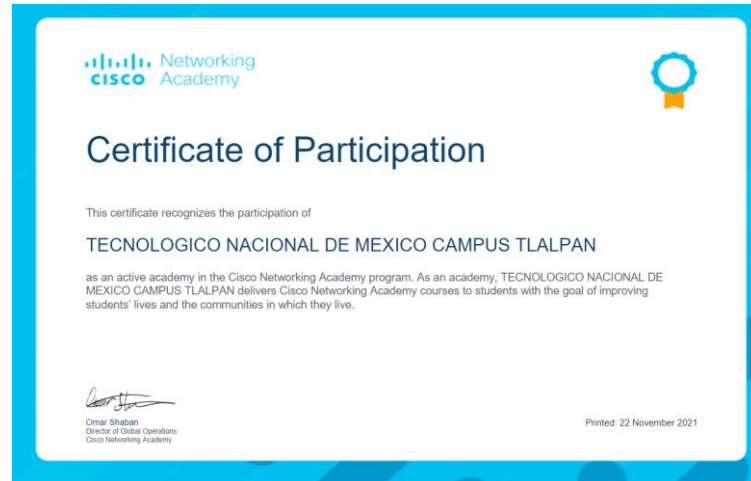 Networking
CISCO Academy
Certificate of Participation
This certificate recognizes the participation of
TECNOLOGICO NACIONAL DE MEXICO CAMPUS TLALPAN
as an active academy in the Cisco Networking Academy program. As an academy, TECNOLOGICO NACIONAL DE
MEXICO CAMPUS TLALPAN delivers Cisco Networking Academy courses to students with the goal of improving
students' lives and the communities in which they live.
Omar Shaban
Director of Global Operations
Cisco Networking Academy
Printed: 22 November 2021